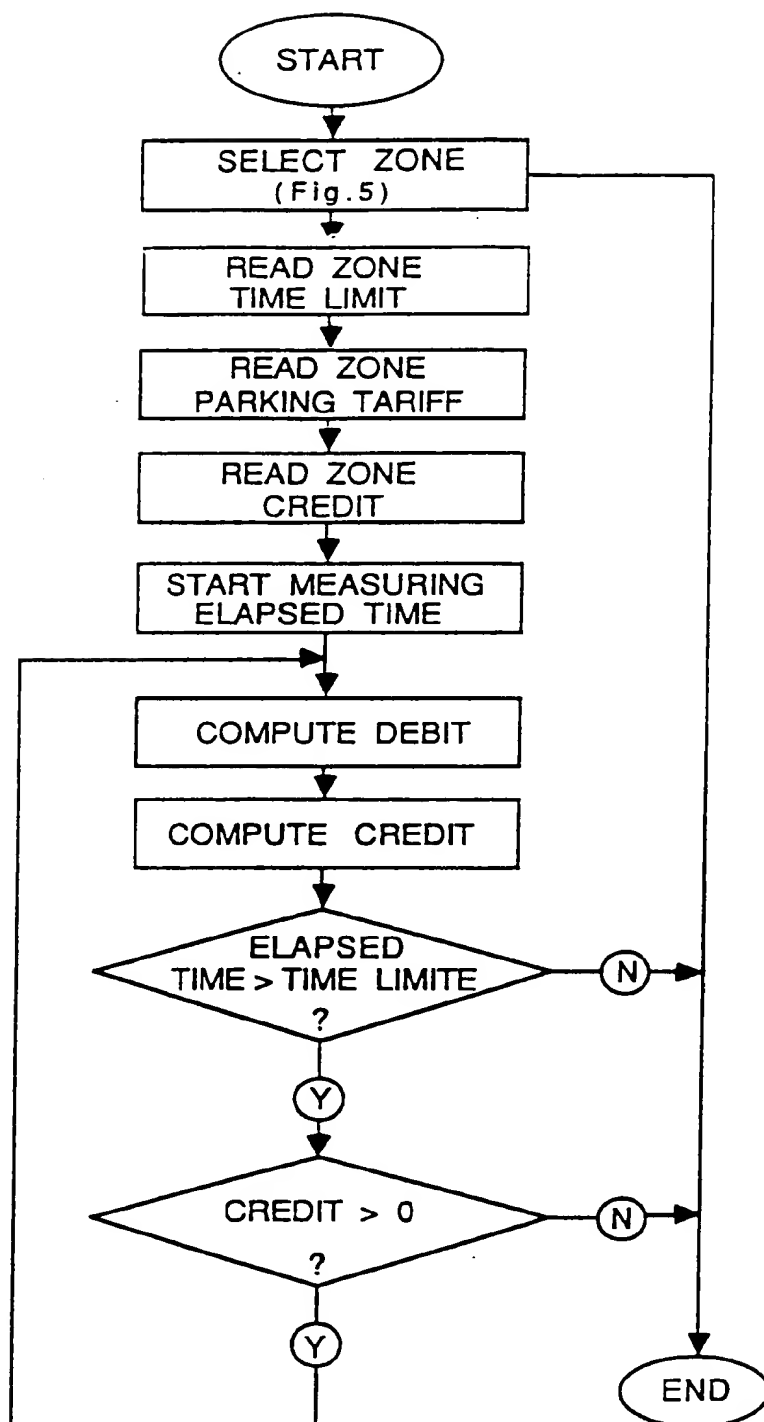 START
SELECT ZONE
(Fig.5)
READ ZONE
TIME LIMIT
READ ZONE
PARKING TARIFF
READ ZONE
CREDIT
START MEASURING
ELAPSED TIME
COMPUTE DEBIT
COMPUTE CREDIT
ELAPSED
TIME > TIME LIMITE
?
N
Y
CREDIT > 0
?
N
Y
END